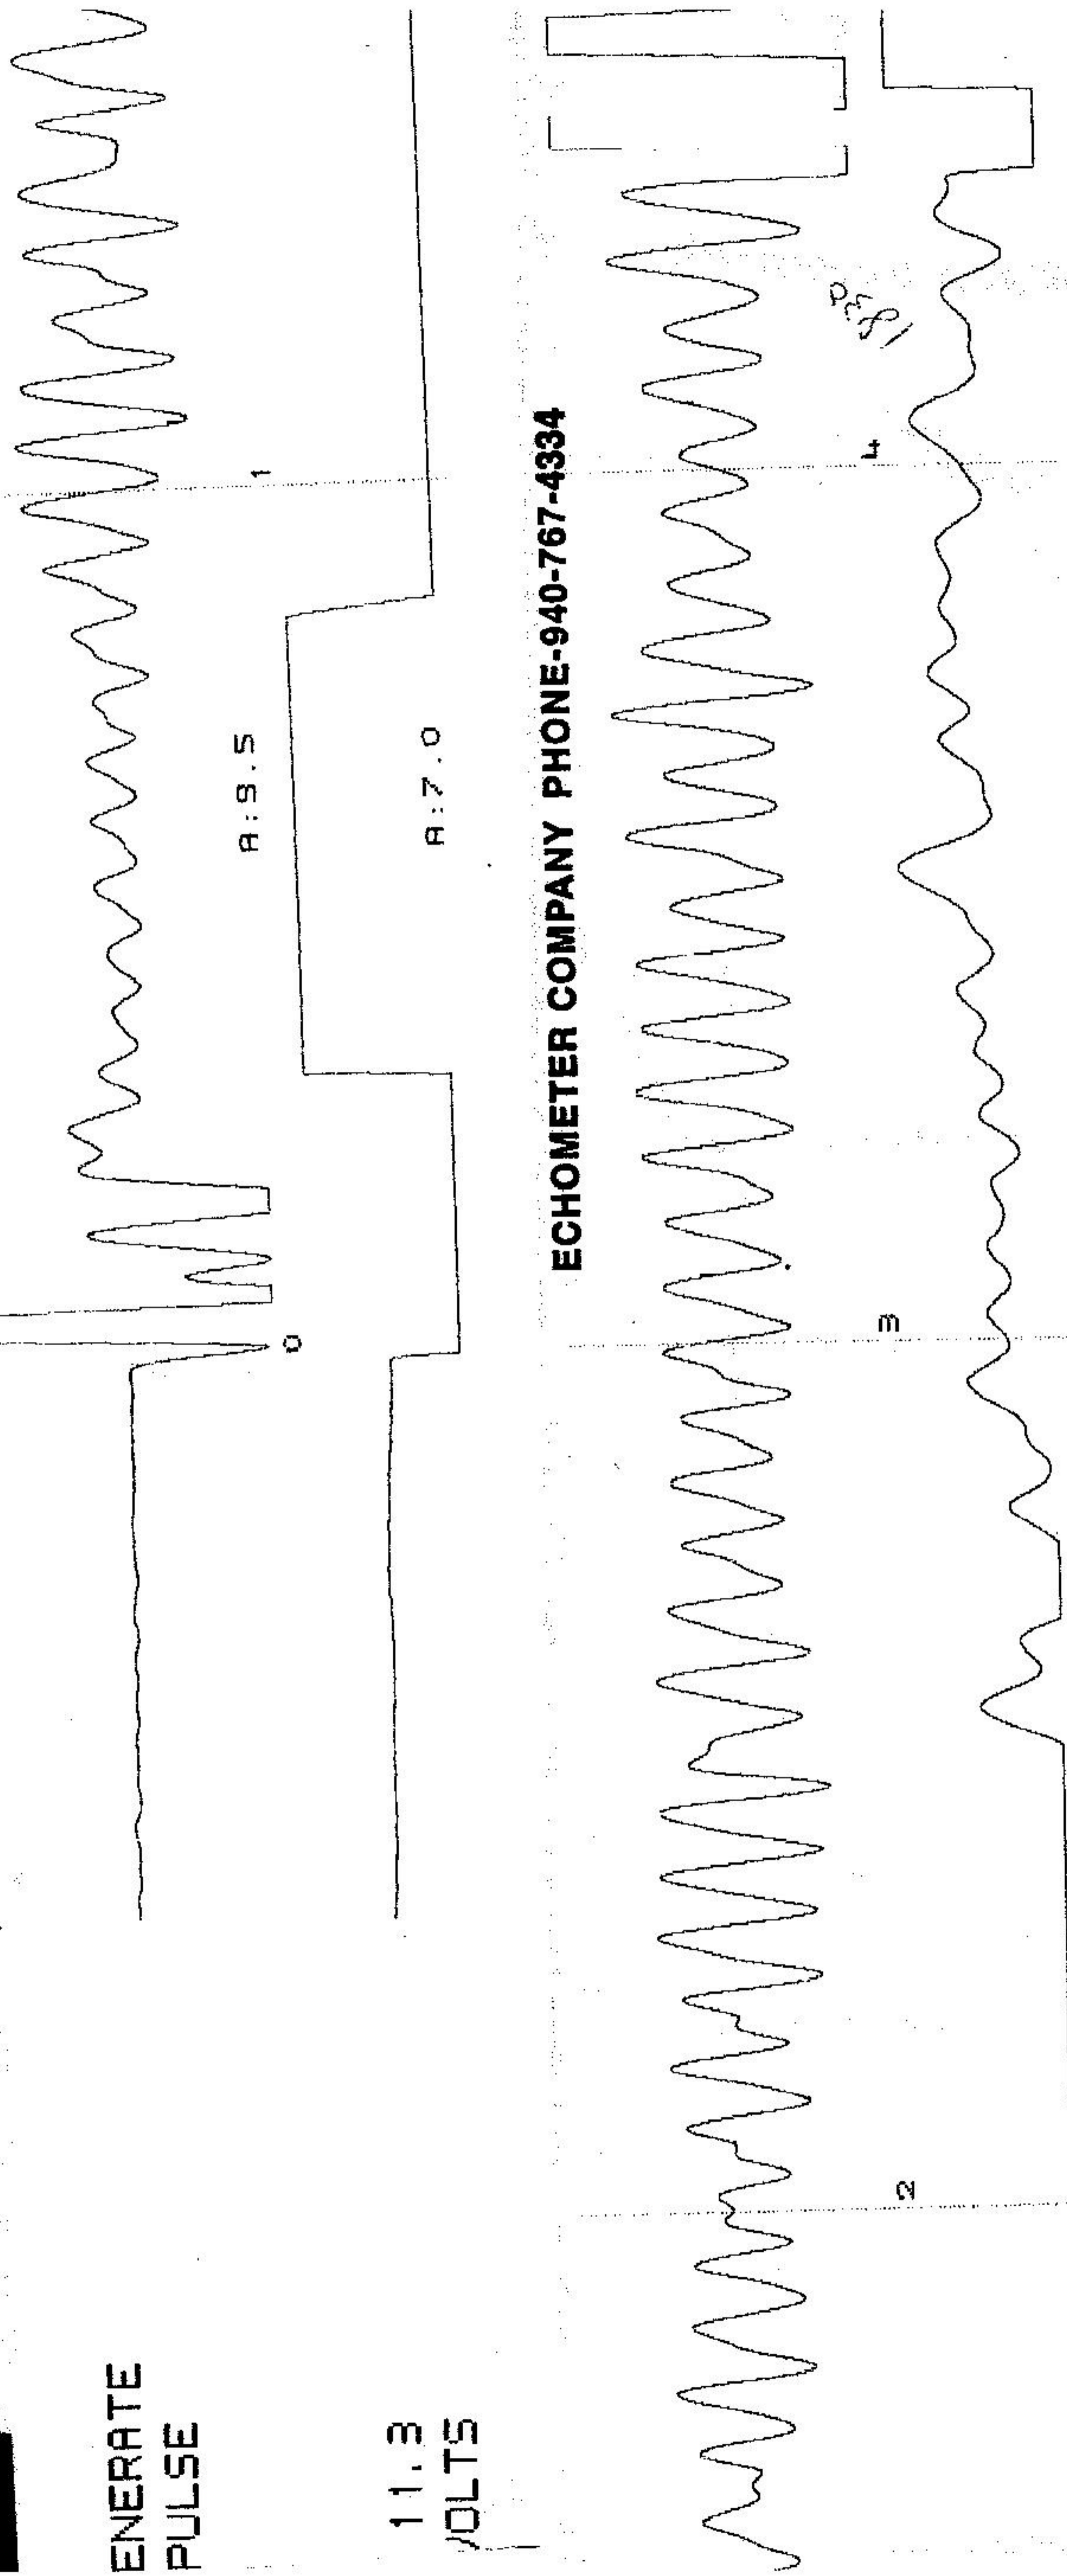 ENERATE
PULSE
11.3
VOLTS
0
A:9.5
A:7.0
1
ECHOMETER COMPANY PHONE-940-767-4334
2
3
4